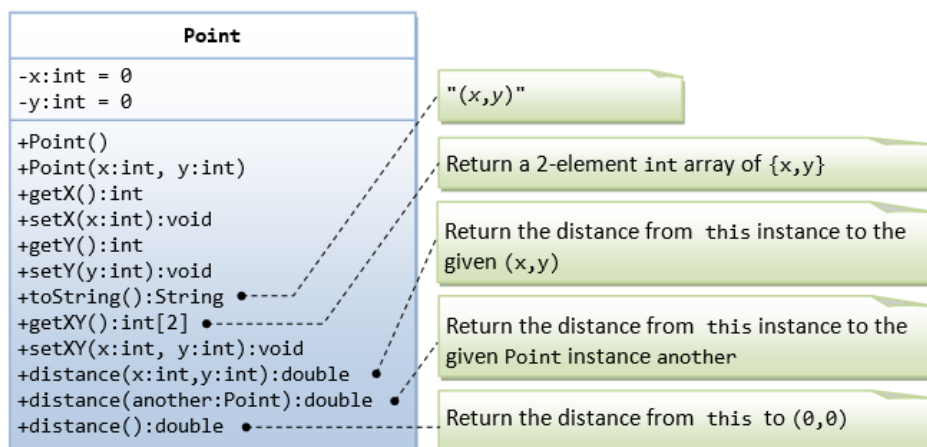 Point
-x:int = 0
-y:int = 0
+Point()
+Point(x:int, y:int)
+getX():int
+setX(x:int):void
+getY():int
+setY(y:int):void
+toString():String
+getXY():int[2]
+setXY(x:int, y:int):void
+distance(x:int,y:int):double
+distance(another:Point):double
+distance():double
"(x,y)"
Return a 2-element int array of {x,y}
Return the distance from this instance to the
given (x,y)
Return the distance from this instance to the
given Point instance another
Return the distance from this to (0,0)